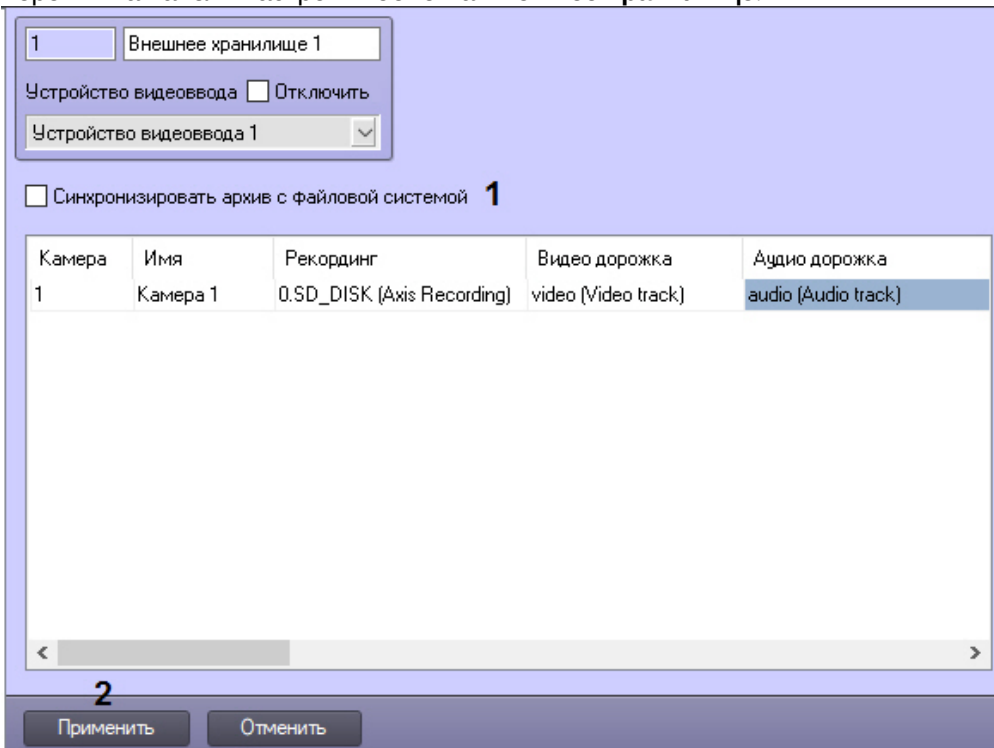 1 Внешнее хранилище 1
Устройство видеоввода Отключить
Устройство видеоввода 1
Синхронизировать архив с файловой системой 1
Камера Имя Рекординг Видео дорожка Аудио дорожка
1 Камера 1 0.SD_DISK (Axis Recording) video (Video track) audio (Audio track)
2
Применить Отменить